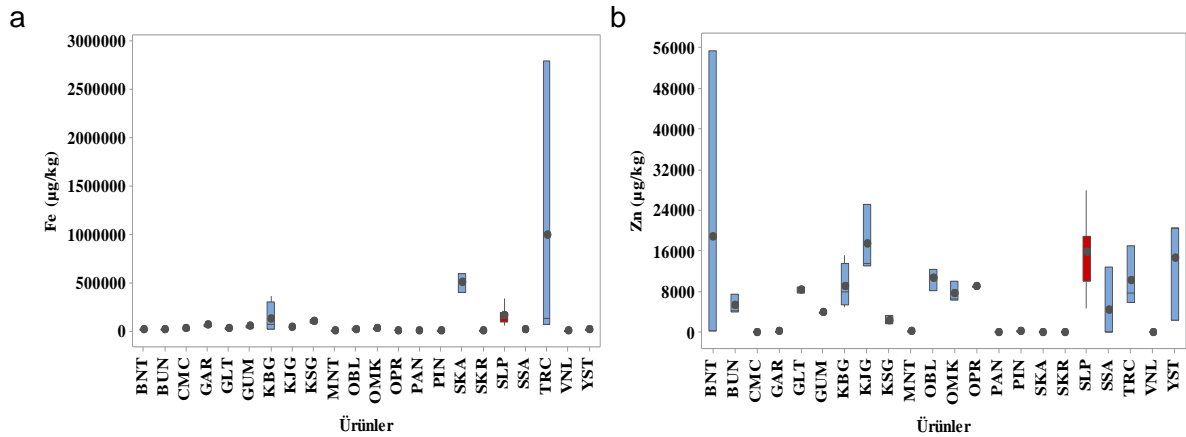 a
3000000
2500000
2000000
1500000
1000000
500000
0
Fe (µg/kg)
BNT
BUN
CMC
GAR
GLT
GUM
KBG
KJG
KSG
MNT
OBL
OMK
OPR
PAN
PIN
SKA
SKR
SLP
SSA
TRC
VNL
YST
Ürünler
b
56000
48000
40000
32000
24000
16000
8000
0
Zn (µg/kg)
BNT
BUN
CMC
GAR
GLT
GUM
KBG
KJG
KSG
MNT
OBL
OMK
OPR
PAN
PIN
SKA
SKR
SLP
SSA
TRC
VNL
YST
Ürünler